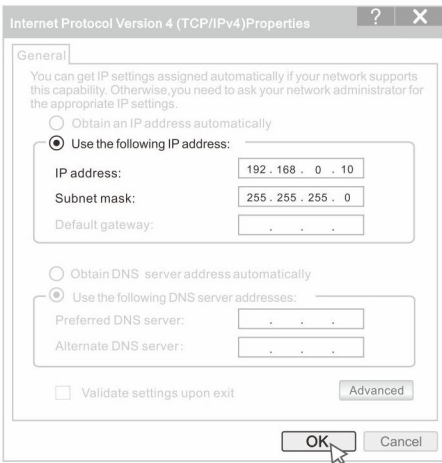 Internet Protocol Version 4 (TCP/IPv4)Properties ? X
General
You can get IP settings assigned automatically if your network supports
this capability. Otherwise,you need to ask your network administrator for
the appropriate IP settings.
Obtain an IP address automatically
Use the following IP address:
IP address: 192 . 168 . 0 . 10
Subnet mask: 255 . 255 . 255 . 0
Default gateway: . . .
Obtain DNS server address automatically
Use the following DNS server addresses:
Preferred DNS server: . . .
Alternate DNS server: . . .
Validate settings upon exit
Advanced
OK Cancel